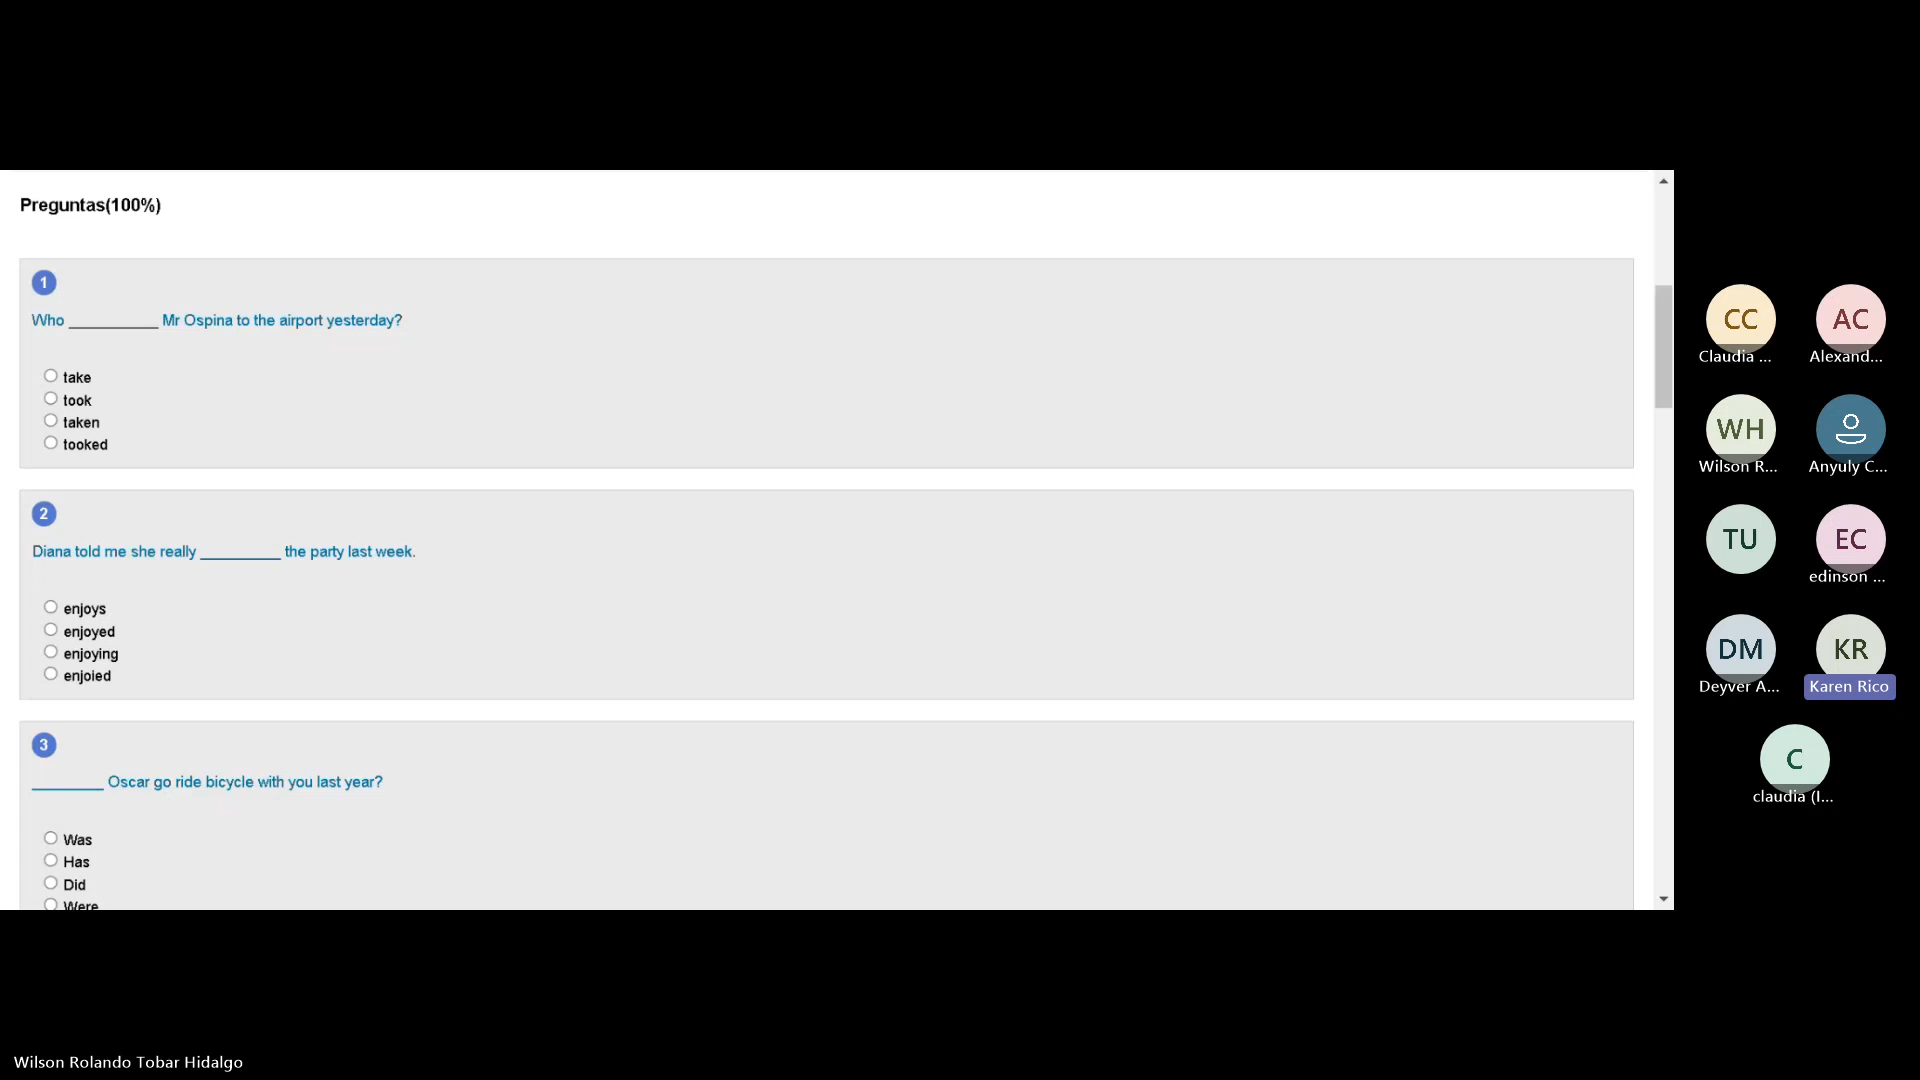 Preguntas(100%)
1
Who __________ Mr Ospina to the airport yesterday?
take
took
taken
tooked
2
Diana told me she really _________ the party last week.
enjoys
enjoyed
enjoying
enjoied
3
________ Oscar go ride bicycle with you last year?
Was
Has
Did
Were
CC
AC
Claudia ...
Alexand...
WH
Wilson R...
Anyuly C...
TU
EC
edinson ...
DM
KR
Deyver A...
Karen Rico
C
claudia (I...
Wilson Rolando Tobar Hidalgo